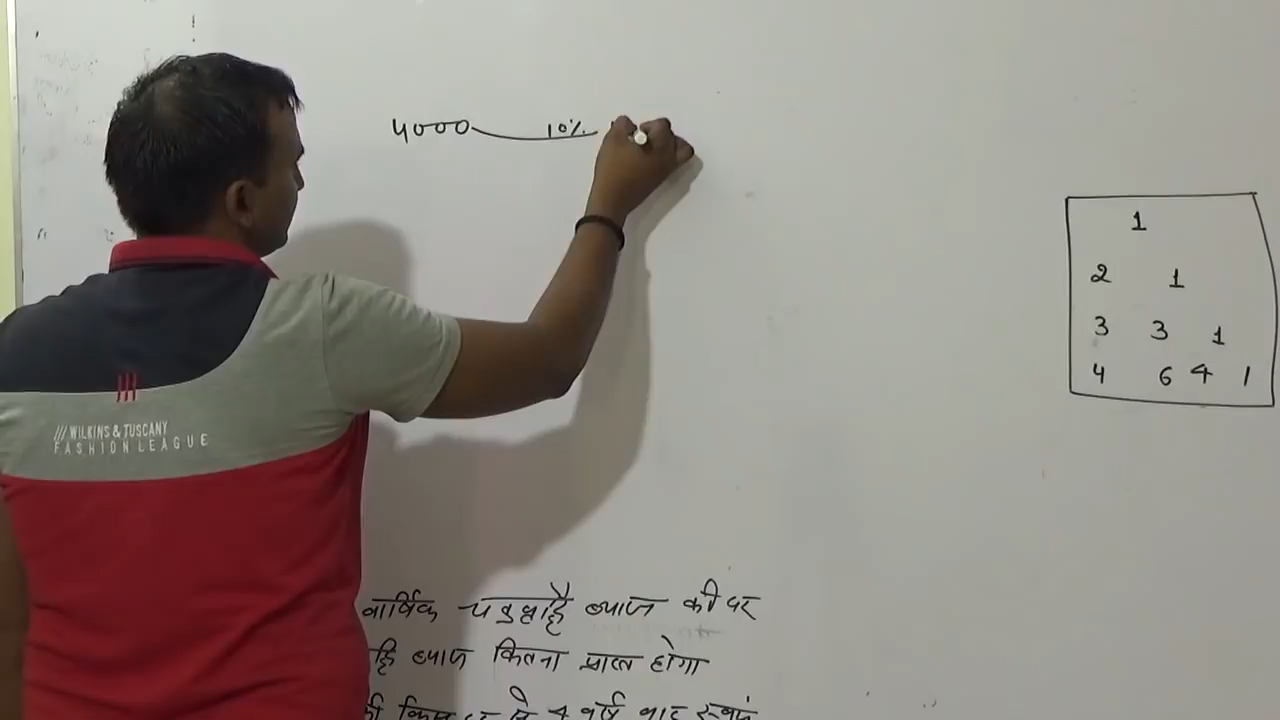 4000 10%
1
2 1
3 3 1
4 6 4 1
/// WILKINS & TUSCANY
FASHION LEAGUE
वार्षिक चक्रवृद्धि ब्याज की दर
ब्याज कितना प्राप्त होगा
की किस दर से 4 वर्ष बाद